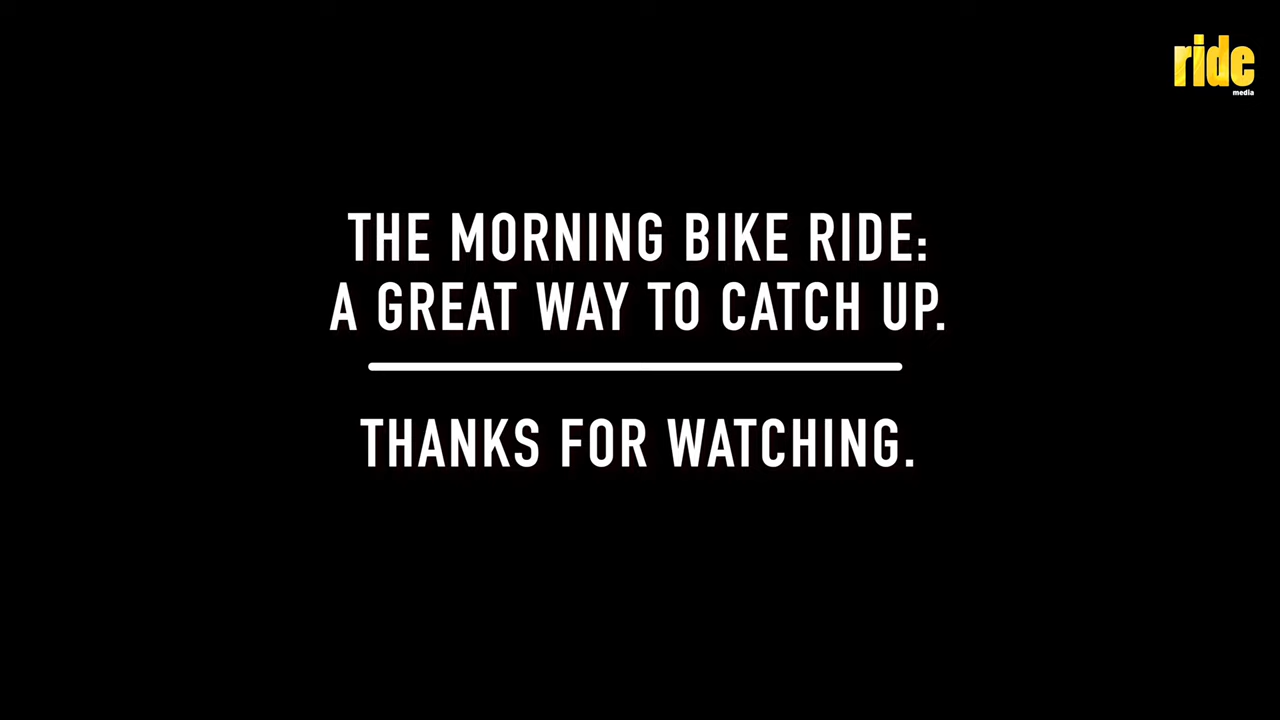 ride
media
THE MORNING BIKE RIDE:
A GREAT WAY TO CATCH UP.
THANKS FOR WATCHING.